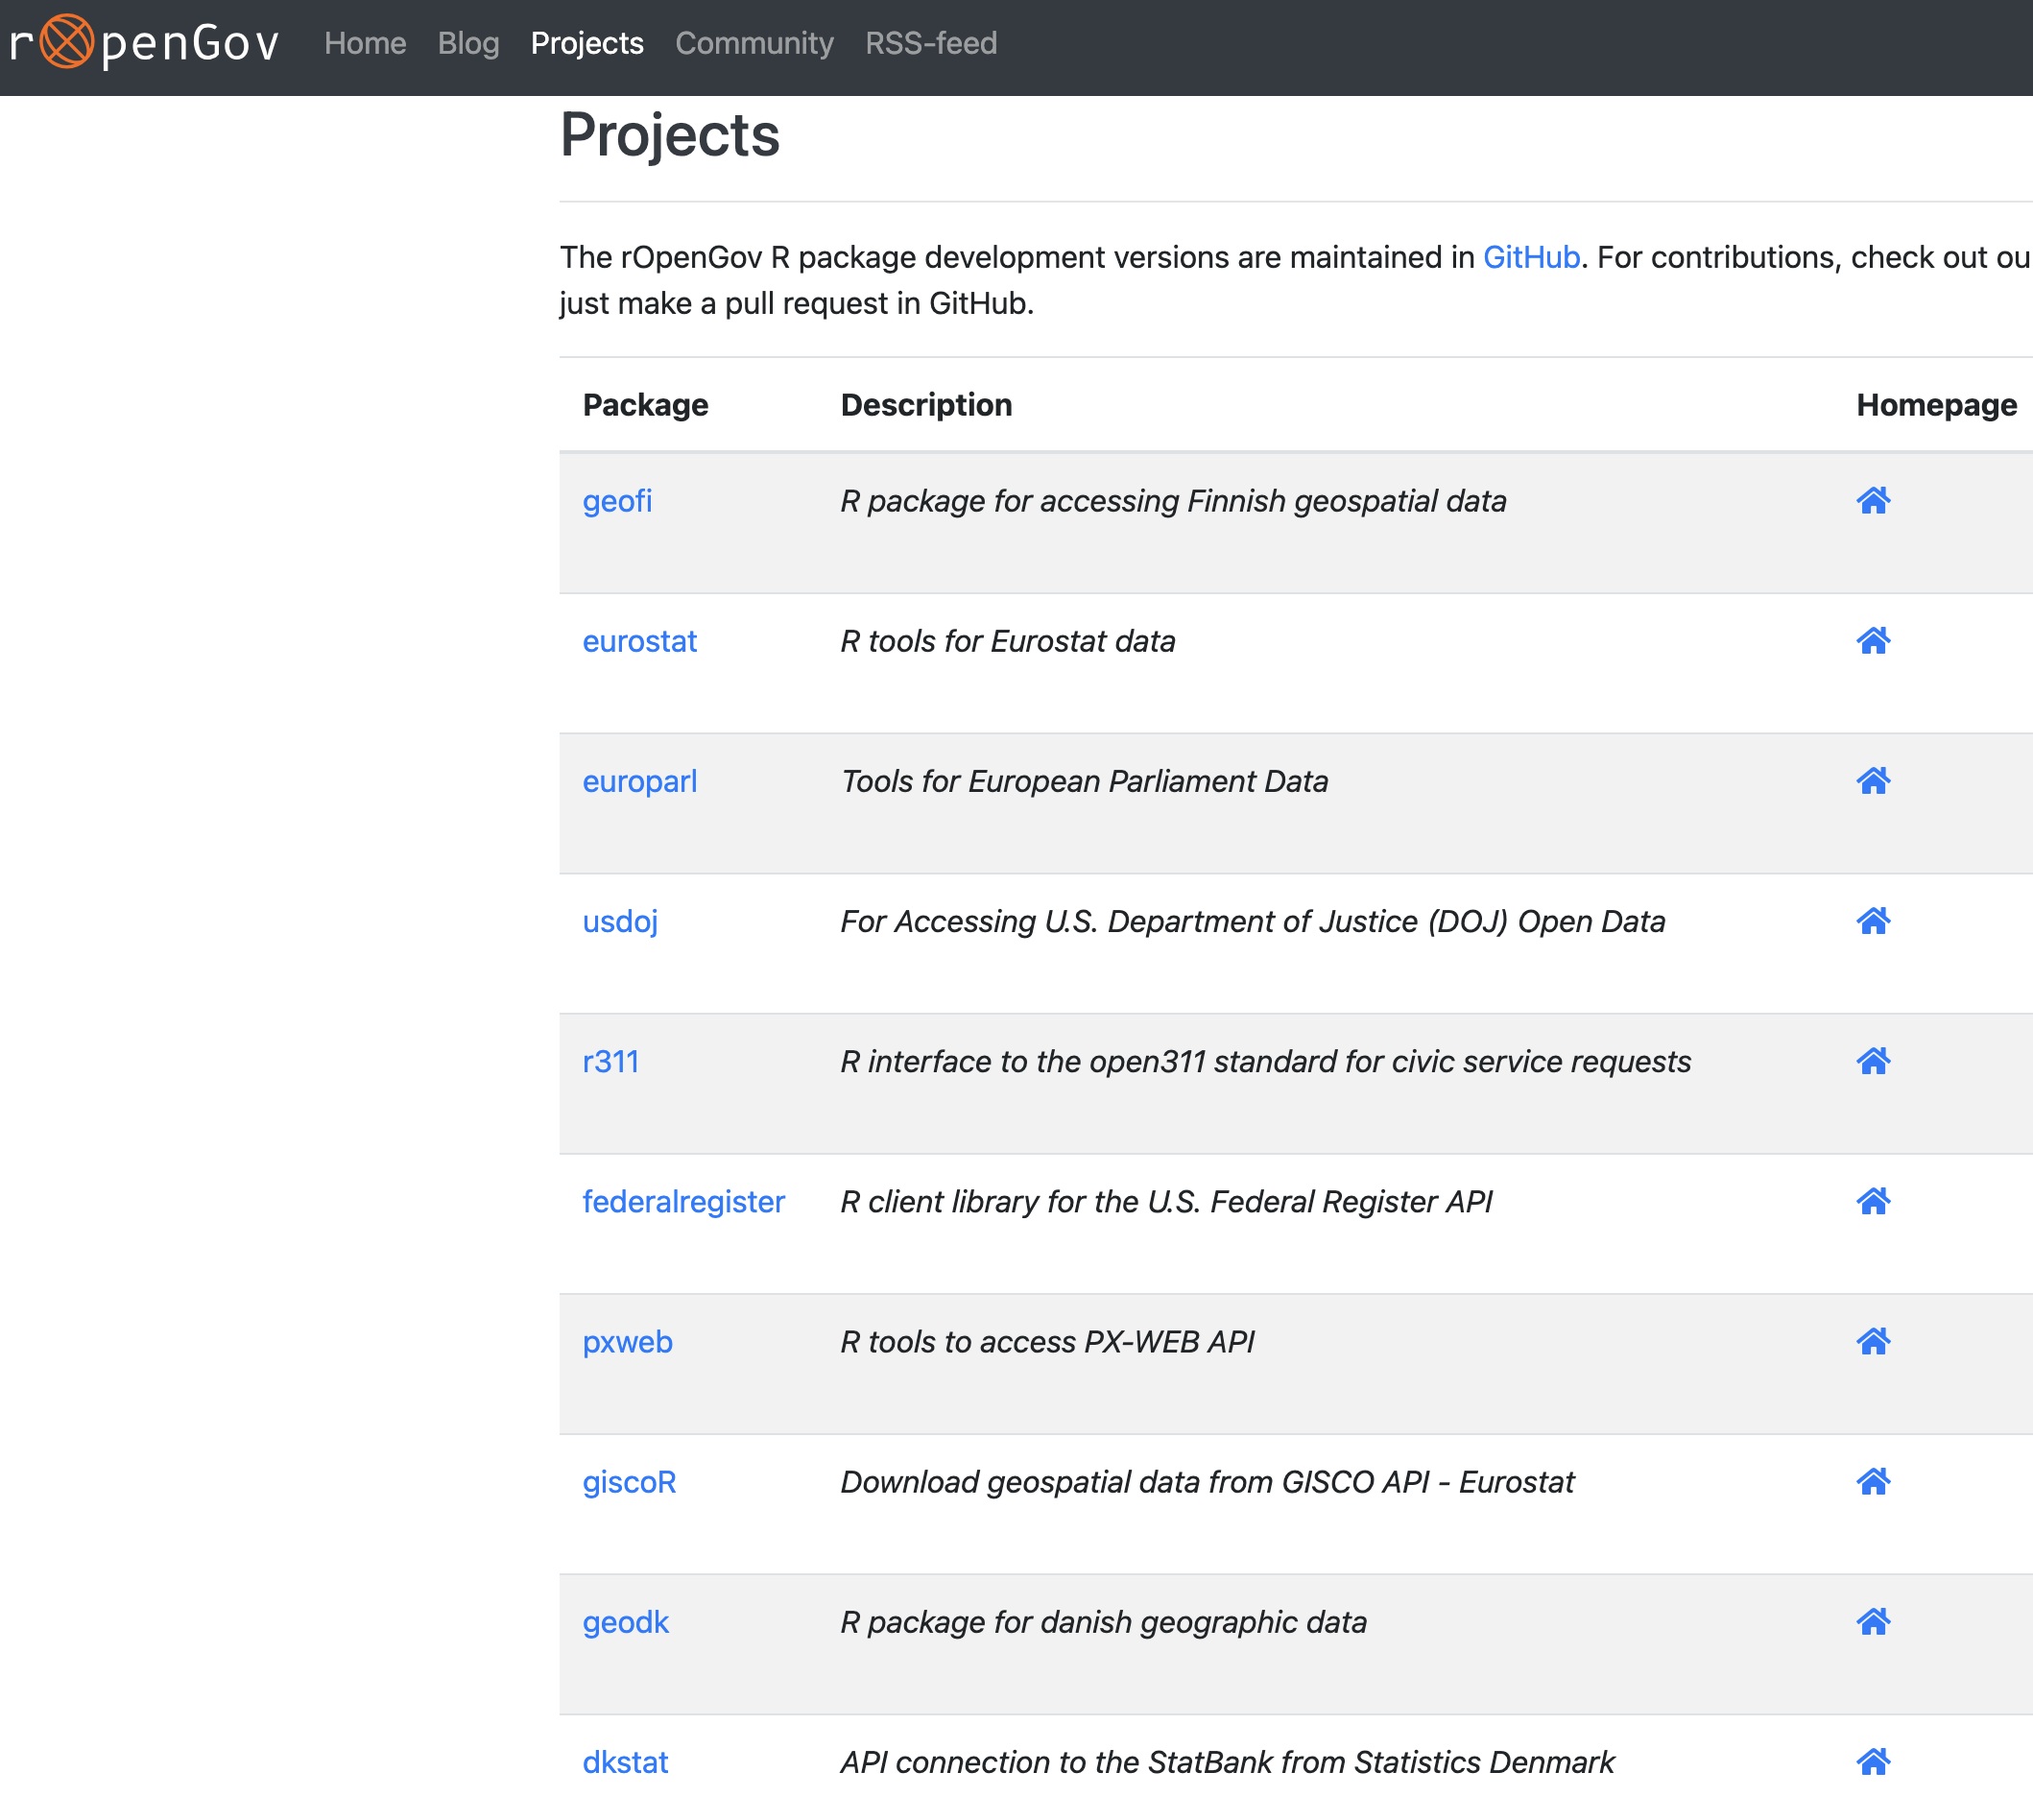 rOpenGov Home Blog Projects Community RSS-feed
Projects
The rOpenGov R package development versions are maintained in GitHub. For contributions, check out ou
just make a pull request in GitHub.
Package Description Homepage
geofi R package for accessing Finnish geospatial data
eurostat R tools for Eurostat data
europarl Tools for European Parliament Data
usdoj For Accessing U.S. Department of Justice (DOJ) Open Data
r311 R interface to the open311 standard for civic service requests
federalregister R client library for the U.S. Federal Register API
pxweb R tools to access PX-WEB API
giscoR Download geospatial data from GISCO API - Eurostat
geodk R package for danish geographic data
dkstat API connection to the StatBank from Statistics Denmark